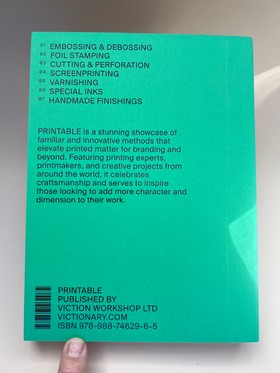 01 EMBOSSING & DEBOSSING
02 FOIL STAMPING
03 CUTTING & PERFORATION
04 SCREENPRINTING
05 VARNISHING
06 SPECIAL INKS
07 HANDMADE FINISHINGS
PRINTABLE is a stunning showcase of
familiar and innovative methods that
elevate printed matter for branding and
beyond. Featuring printing experts,
printmakers, and creative projects from
around the world, it celebrates
craftsmanship and serves to inspire
those looking to add more character and
dimension to their work.
PRINTABLE
PUBLISHED BY
VICTION WORKSHOP LTD
VICTIONARY.COM
ISBN 978-988-74629-6-5